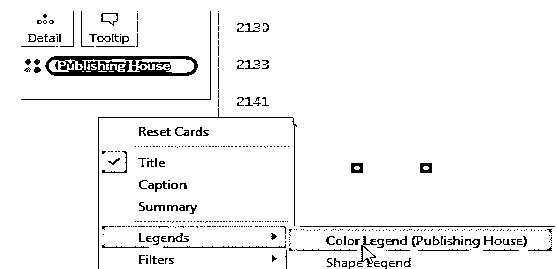 Detail Tooltip
Publishing House
2130
2133
2141
Reset Cards
Title
Caption
Summary
Legends
Filters
Color Legend (Publishing House)
Shape Legend